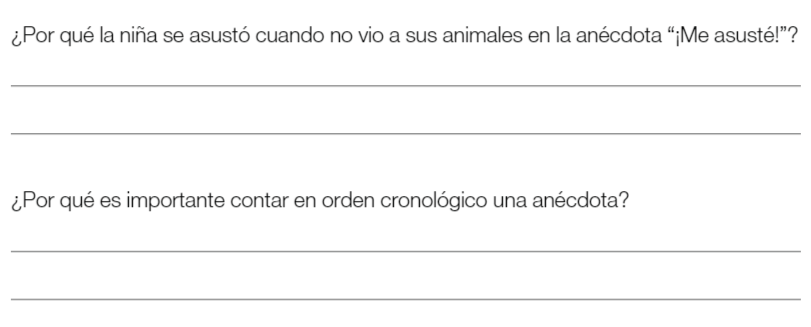 ¿Por qué la niña se asustó cuando no vio a sus animales en la anécdota “¡Me asusté!”?
¿Por qué es importante contar en orden cronológico una anécdota?